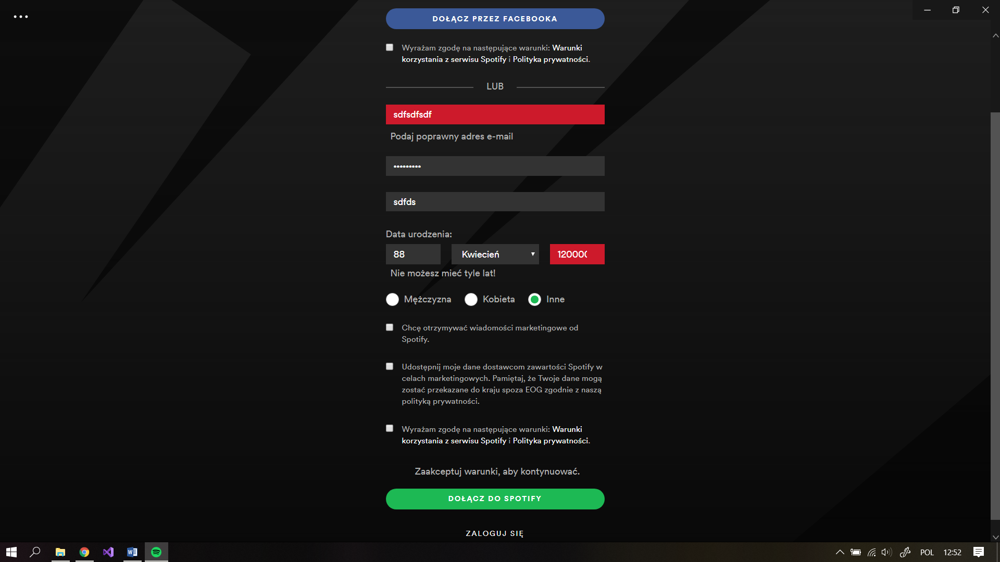 DOŁĄCZ PRZEZ FACEBOOKA
Wyrażam zgodę na następujące warunki: Warunki
korzystania z serwisu Spotify i Polityka prywatności.
LUB
sdfsdfsdf
Podaj poprawny adres e-mail
•••••••••
sdfds
Data urodzenia:
88 Kwiecień 120000
Nie możesz mieć tyle lat!
Mężczyzna Kobieta Inne
Chcę otrzymywać wiadomości marketingowe od
Spotify.
Udostępnij moje dane dostawcom zawartości Spotify w
celach marketingowych. Pamiętaj, że Twoje dane mogą
zostać przekazane do kraju spoza EOG zgodnie z naszą
polityką prywatności.
Wyrażam zgodę na następujące warunki: Warunki
korzystania z serwisu Spotify i Polityka prywatności.
Zaakceptuj warunki, aby kontynuować.
DOŁĄCZ DO SPOTIFY
ZALOGUJ SIĘ
POL 12:52